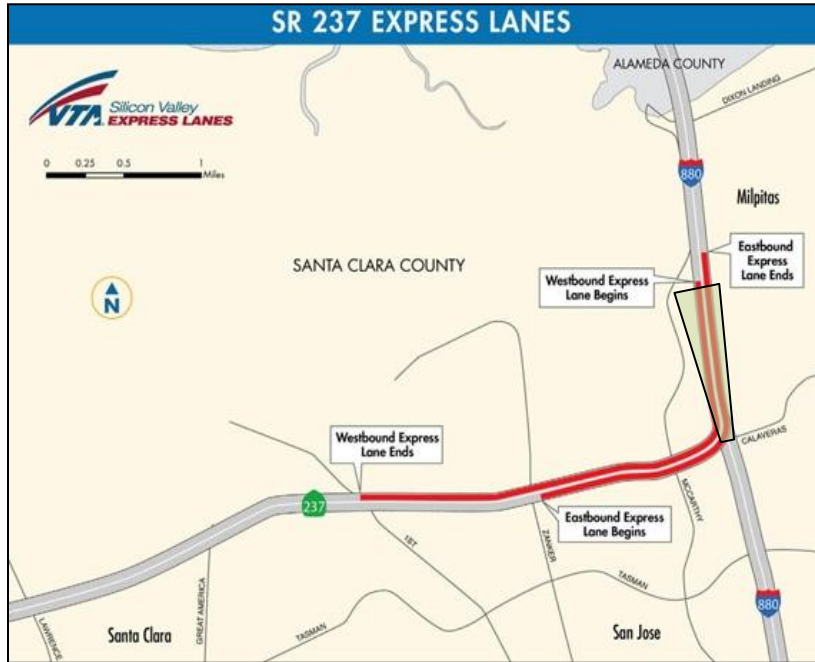 SR 237 EXPRESS LANES
ALAMEDA COUNTY
DIXON LANDING
VTA Silicon Valley
EXPRESS LANES
0 0.25 0.5 1
Miles
880
Milpitas
Eastbound
Express
Lane Ends
SANTA CLARA COUNTY
Westbound Express
Lane Begins
N
CALAVERAS
Westbound Express
Lane Ends
MCCARTHY
237
Eastbound Express
Lane Begins
1ST
ZANKER
TASMAN
GREAT AMERICA
880
LAWRENCE
Santa Clara
TASMAN
San Jose